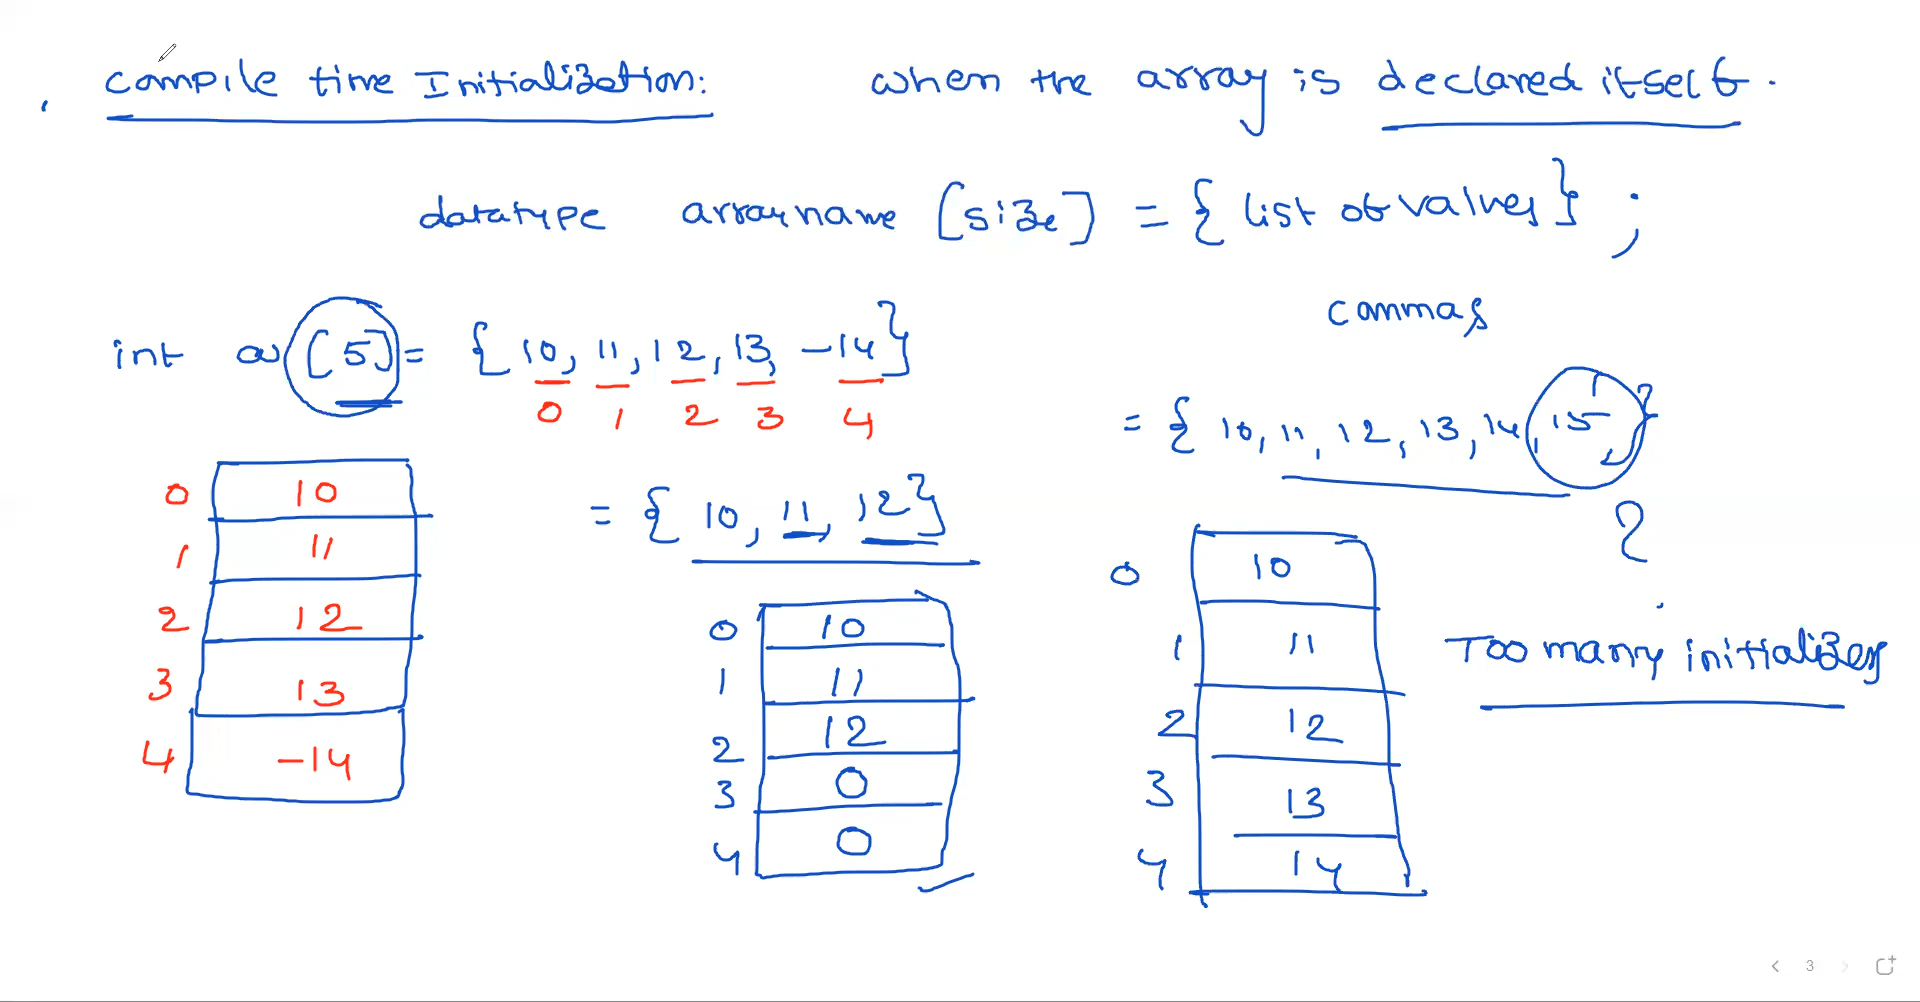 compile time Initialization: when the array is declared itself.
datatype arrayname [size] = { list of values } ;
commas
int a [5] = { 10, 11, 12, 13, -14 }
0 1 2 3 4
= { 10, 11, 12, 13, 14, 15 }
= { 10, 11, 12 }
?
0 10
1 11
2 12
3 13
4 -14
0 10
1 11
2 12
3 0
4 0
0 10
1 11
2 12
3 13
4 14
Too many initializers
3